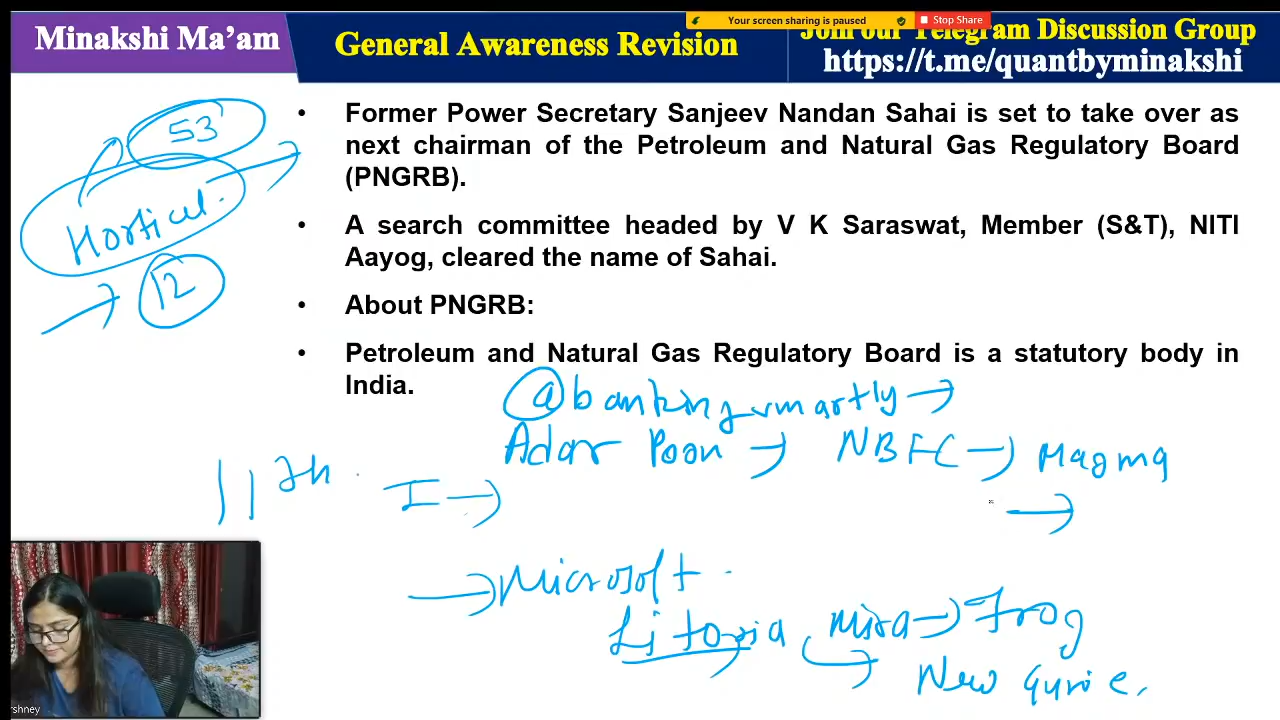 Minakshi Ma'am
General Awareness Revision
Your screen sharing is paused
Stop Share
Join our Telegram Discussion Group
https://t.me/quantbyminakshi
53
Horticul.
12
• Former Power Secretary Sanjeev Nandan Sahai is set to take over as
next chairman of the Petroleum and Natural Gas Regulatory Board
(PNGRB).
• A search committee headed by V K Saraswat, Member (S&T), NITI
Aayog, cleared the name of Sahai.
• About PNGRB:
• Petroleum and Natural Gas Regulatory Board is a statutory body in
India.
@banking_smartly →
Adar Poon → NBFC → Magma
11th. I →
→ Microsoft.
Litoria Mira → Frog
New
rshney